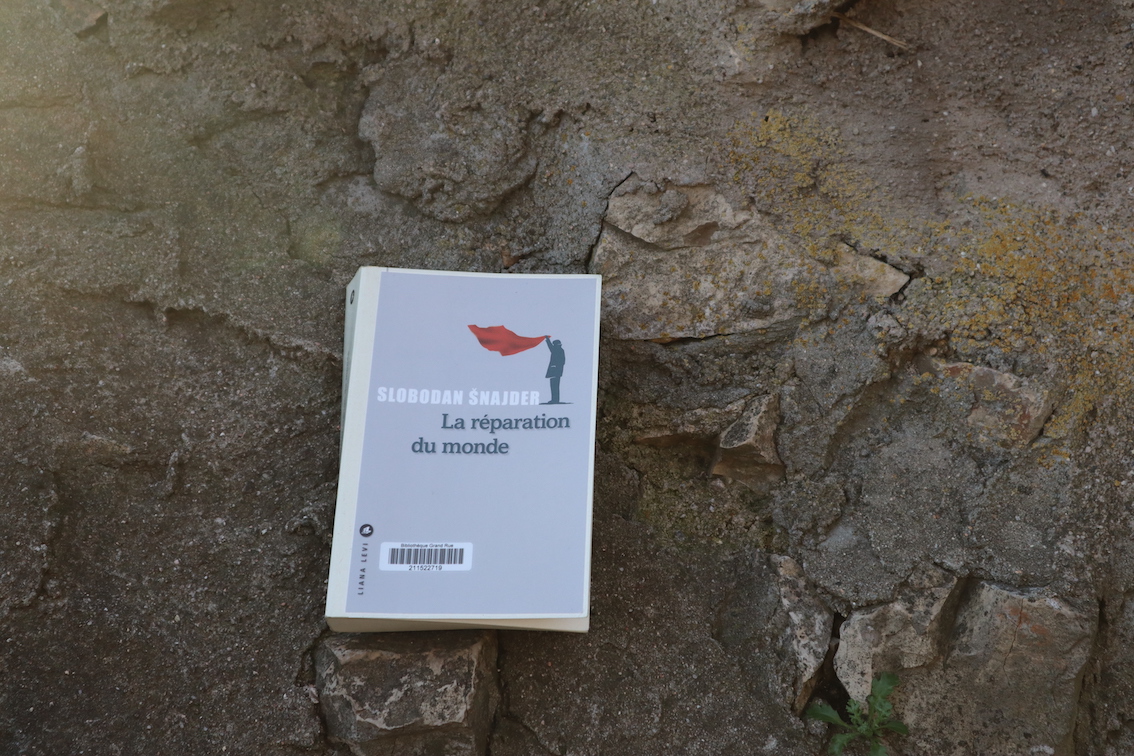 SLOBODAN ŠNAJDER
La réparation
du monde
LIANA LEVI
Bibliothèque Grand Rue
211522719